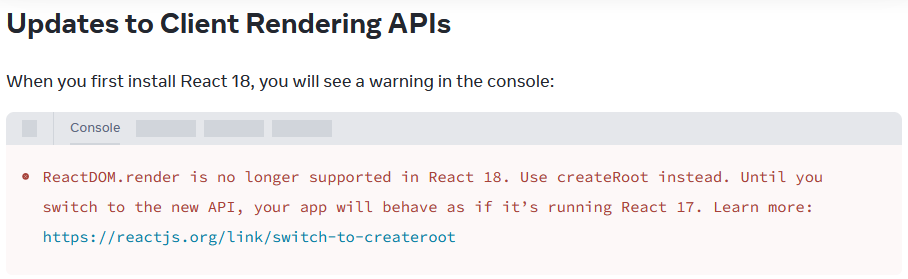 Updates to Client Rendering APIs
When you first install React 18, you will see a warning in the console:
Console
ReactDOM.render is no longer supported in React 18. Use createRoot instead. Until you
switch to the new API, your app will behave as if it’s running React 17. Learn more:
https://reactjs.org/link/switch-to-createroot